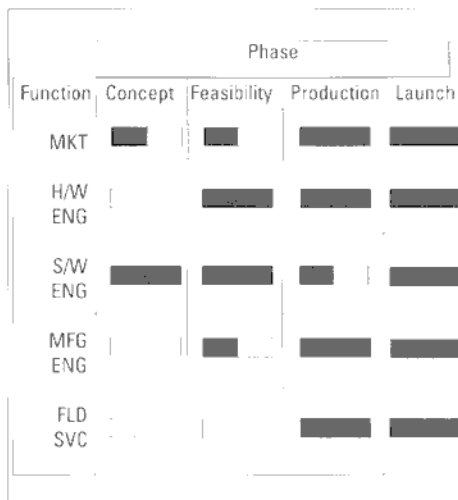 Phase
Function Concept Feasibility Production Launch
MKT
H/W
ENG
S/W
ENG
MFG
ENG
FLD
SVC